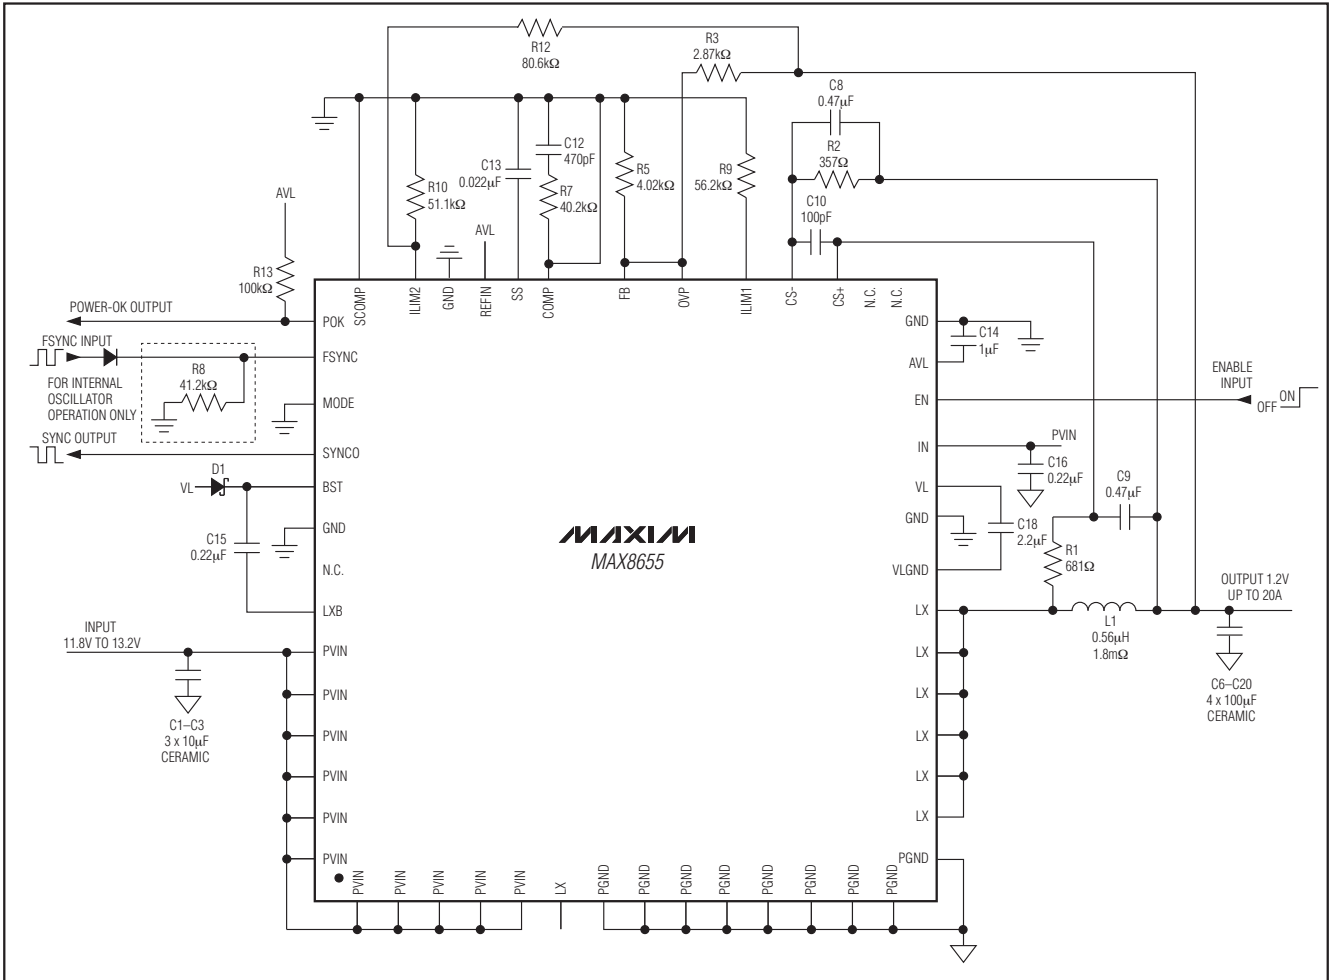 R12
80.6kΩ
R3
2.87kΩ
C8
0.47µF
R2
357Ω
C10
100pF
C12
470pF
C13
0.022µF
R10
51.1kΩ
R7
40.2kΩ
R5
4.02kΩ
R9
56.2kΩ
AVL
AVL
R13
100kΩ
SCOMP
ILIM2
GND
REFIN
SS
COMP
FB
OVP
ILIM1
CS-
CS+
N.C.
N.C.
POWER-OK OUTPUT
POK
FSYNC INPUT
FSYNC
R8
41.2kΩ
FOR INTERNAL
OSCILLATOR
OPERATION ONLY
MODE
SYNC OUTPUT
SYNCO
D1
VL
BST
GND
C15
0.22µF
N.C.
LXB
INPUT
11.8V TO 13.2V
PVIN
PVIN
PVIN
PVIN
PVIN
PVIN
C1–C3
3 x 10µF
CERAMIC
MAXIM
MAX8655
GND
C14
1µF
AVL
ENABLE
INPUT
EN
ON
OFF
IN
PVIN
C16
0.22µF
VL
GND
C18
2.2µF
VLGND
C9
0.47µF
R1
681Ω
OUTPUT 1.2V
UP TO 20A
LX
L1
0.56µH
1.8mΩ
LX
LX
LX
LX
LX
C6–C20
4 x 100µF
CERAMIC
PGND
PVIN
PVIN
PVIN
PVIN
PVIN
LX
PGND
PGND
PGND
PGND
PGND
PGND
PGND
PGND